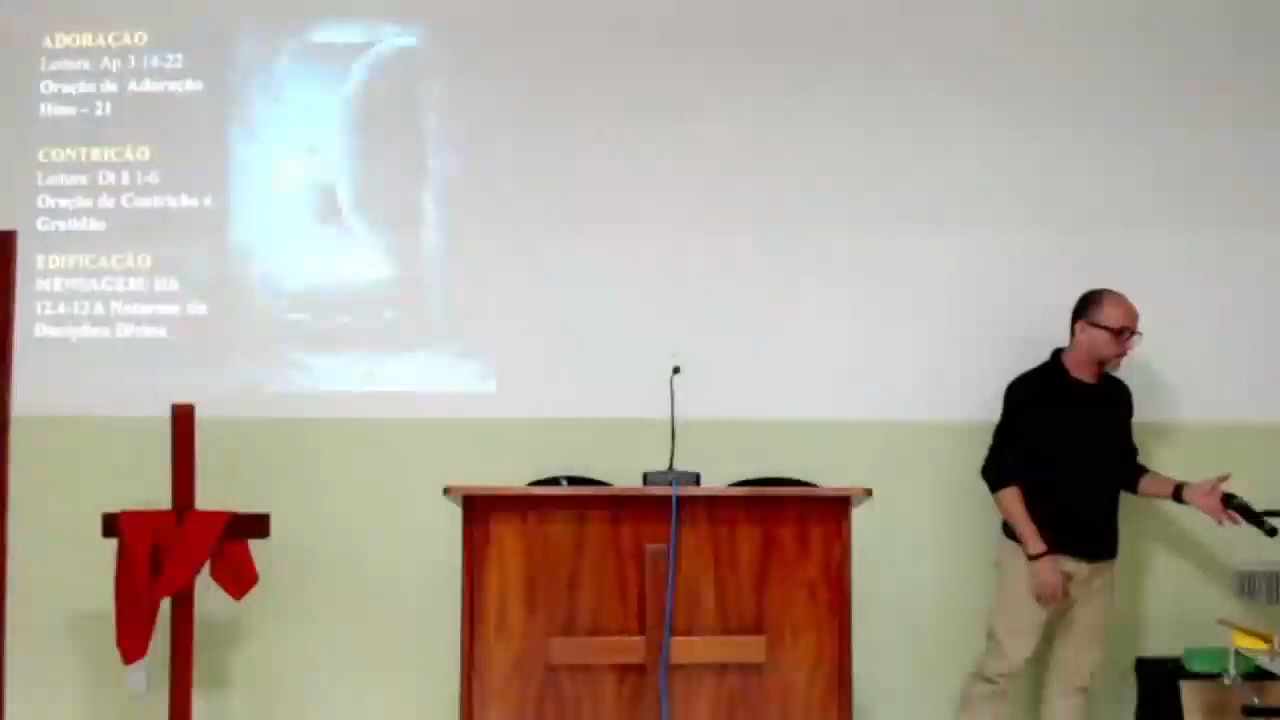 ADORAÇÃO
Leitura Ap 3 14-22
Oração de Adoração
Hino – 21
CONTRIÇÃO
Leitura Dt 8 1-6
Oração de Contrição e
Gratidão
EDIFICAÇÃO
MENSAGEM: Hb
12.4-13 A Natureza da
Disciplina Divina